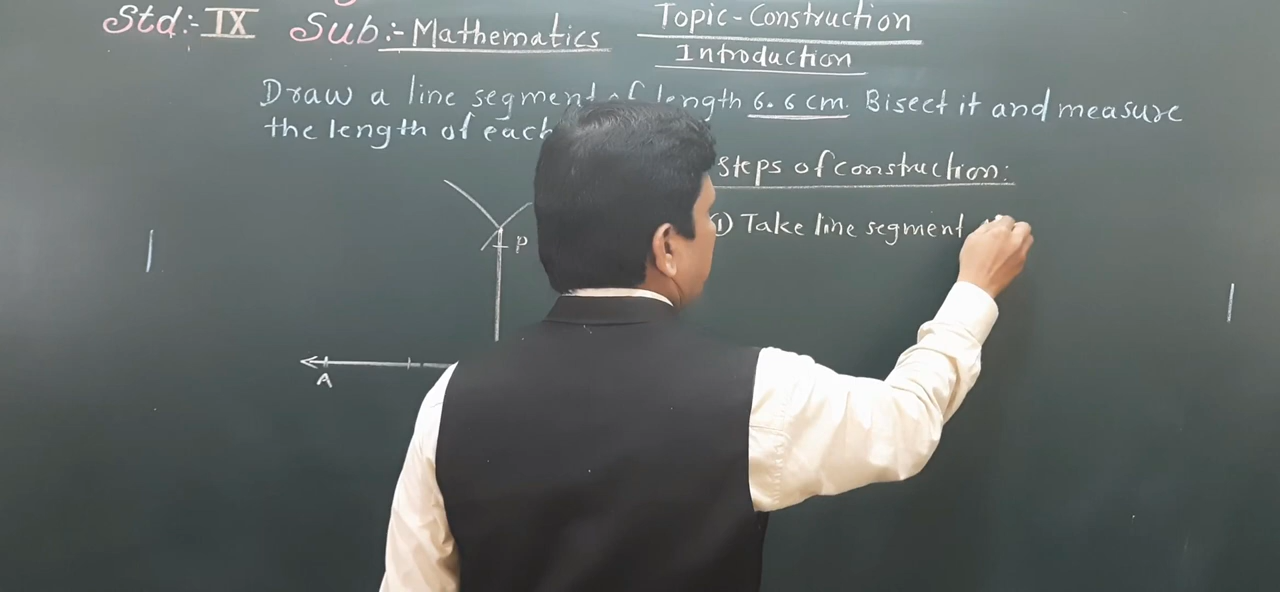 Std:- IX Sub:- Mathematics Topic - Construction
Introduction
Draw a line segment of length 6.6 cm. Bisect it and measure
the length of each
Steps of construction:
① Take line segment
P
A